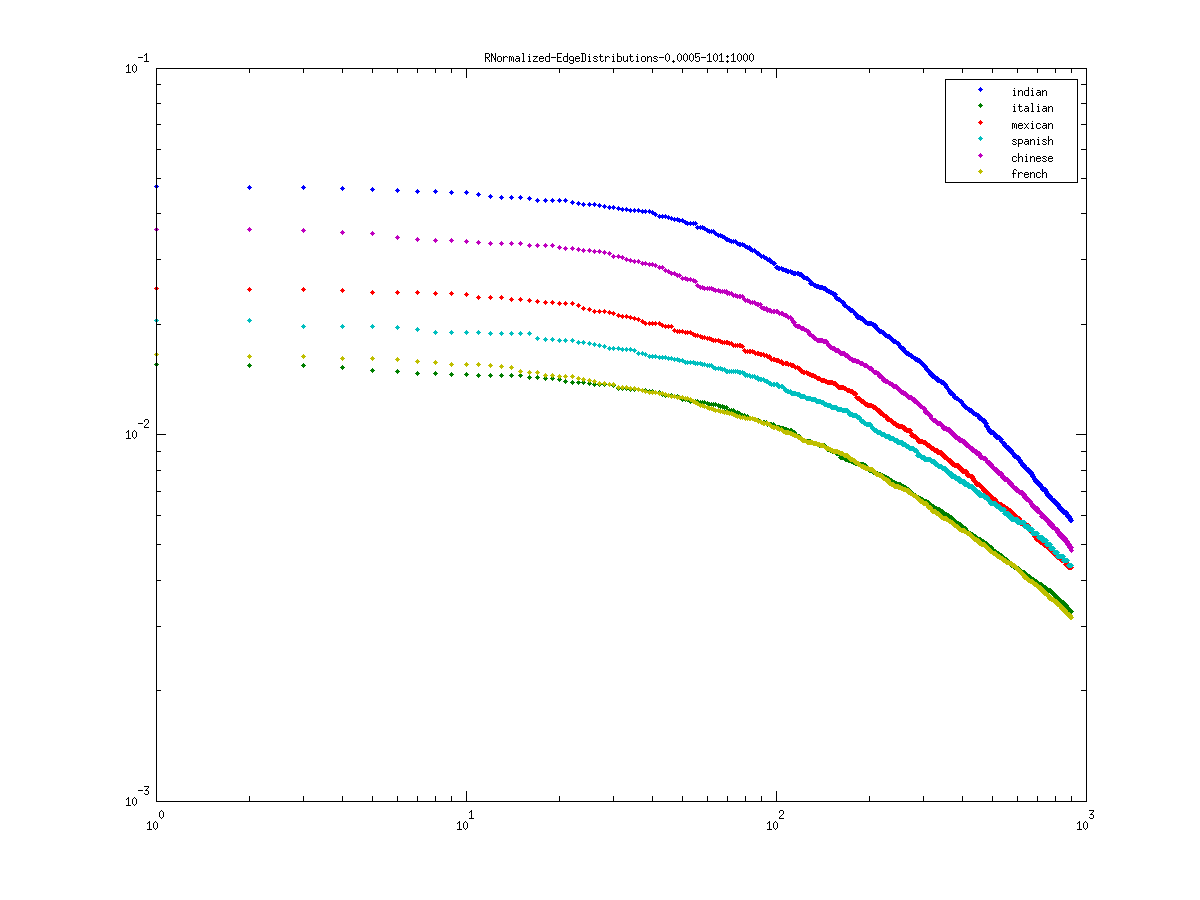 RNormalized-EdgeDistributions-0.0005-101:1000
10^-1
indian
italian
mexican
spanish
chinese
french
10^-2
10^-3
10^0 10^1 10^2 10^3